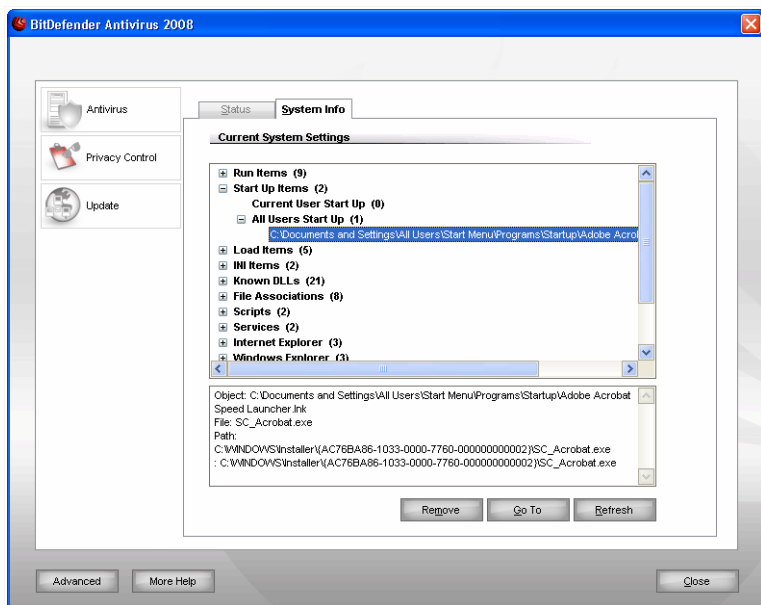 BitDefender Antivirus 2008
Antivirus
Privacy Control
Update
Status
System Info
Current System Settings
Run Items (9)
Start Up Items (2)
Current User Start Up (0)
All Users Start Up (1)
C:\Documents and Settings\All Users\Start Menu\Programs\Startup\Adobe Acrol
Load Items (5)
INI Items (2)
Known DLLs (21)
File Associations (8)
Scripts (2)
Services (2)
Internet Explorer (3)
Windows Explorer (3)
Object: C:\Documents and Settings\All Users\Start Menu\Programs\Startup\Adobe Acrobat
Speed Launcher.lnk
File: SC_Acrobat.exe
Path:
C:\WINDOWS\Installer\{AC76BA86-1033-0000-7760-000000000002}\SC_Acrobat.exe
: C:\WINDOWS\Installer\{AC76BA86-1033-0000-7760-000000000002}\SC_Acrobat.exe
Remove
Go To
Refresh
Advanced
More Help
Close